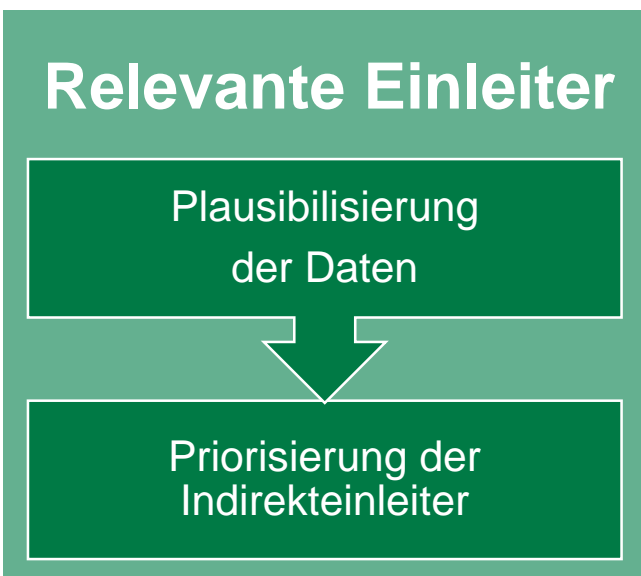 Relevante Einleiter
Plausibilisierung
der Daten
Priorisierung der
Indirekteinleiter